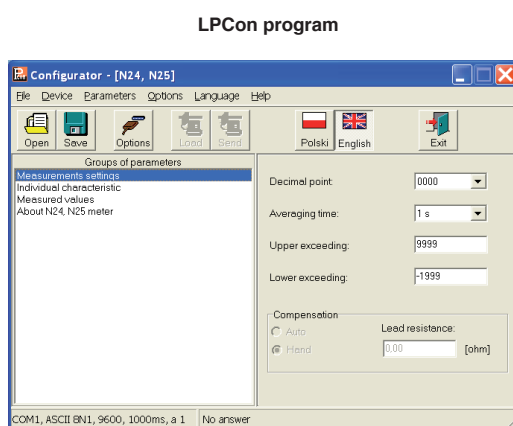 LPCon program
Configurator - [N24, N25]
File Device Parameters Options Language Help
Open Save Options Load Send Polski English Exit
Groups of parameters
Measurements settings
Individual characteristic
Measured values
About N24, N25 meter
Decimal point: 0000
Averaging time: 1 s
Upper exceeding: 9999
Lower exceeding: -1999
Compensation
Auto
Hand
Lead resistance:
0.00 [ohm]
COM1, ASCII 8N1, 9600, 1000ms, a 1 No answer